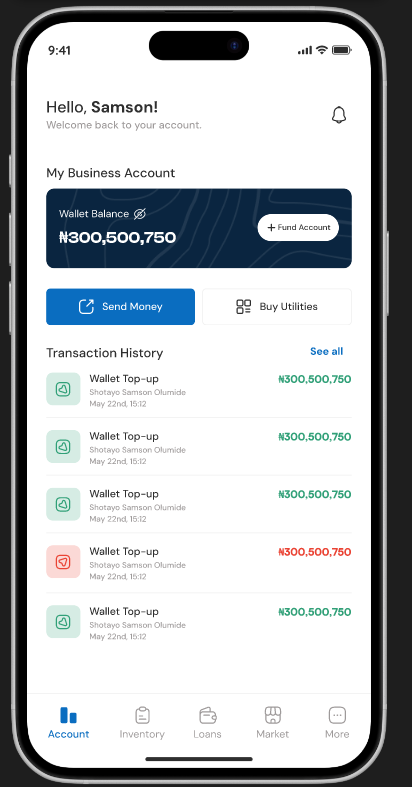 9:41
Hello, Samson!
Welcome back to your account.
My Business Account
Wallet Balance
₦300,500,750
+ Fund Account
Send Money
Buy Utilities
Transaction History
See all
Wallet Top-up
₦300,500,750
Shotayo Samson Olumide
May 22nd, 15:12
Wallet Top-up
₦300,500,750
Shotayo Samson Olumide
May 22nd, 15:12
Wallet Top-up
₦300,500,750
Shotayo Samson Olumide
May 22nd, 15:12
Wallet Top-up
₦300,500,750
Shotayo Samson Olumide
May 22nd, 15:12
Wallet Top-up
₦300,500,750
Shotayo Samson Olumide
May 22nd, 15:12
Account
Inventory
Loans
Market
More